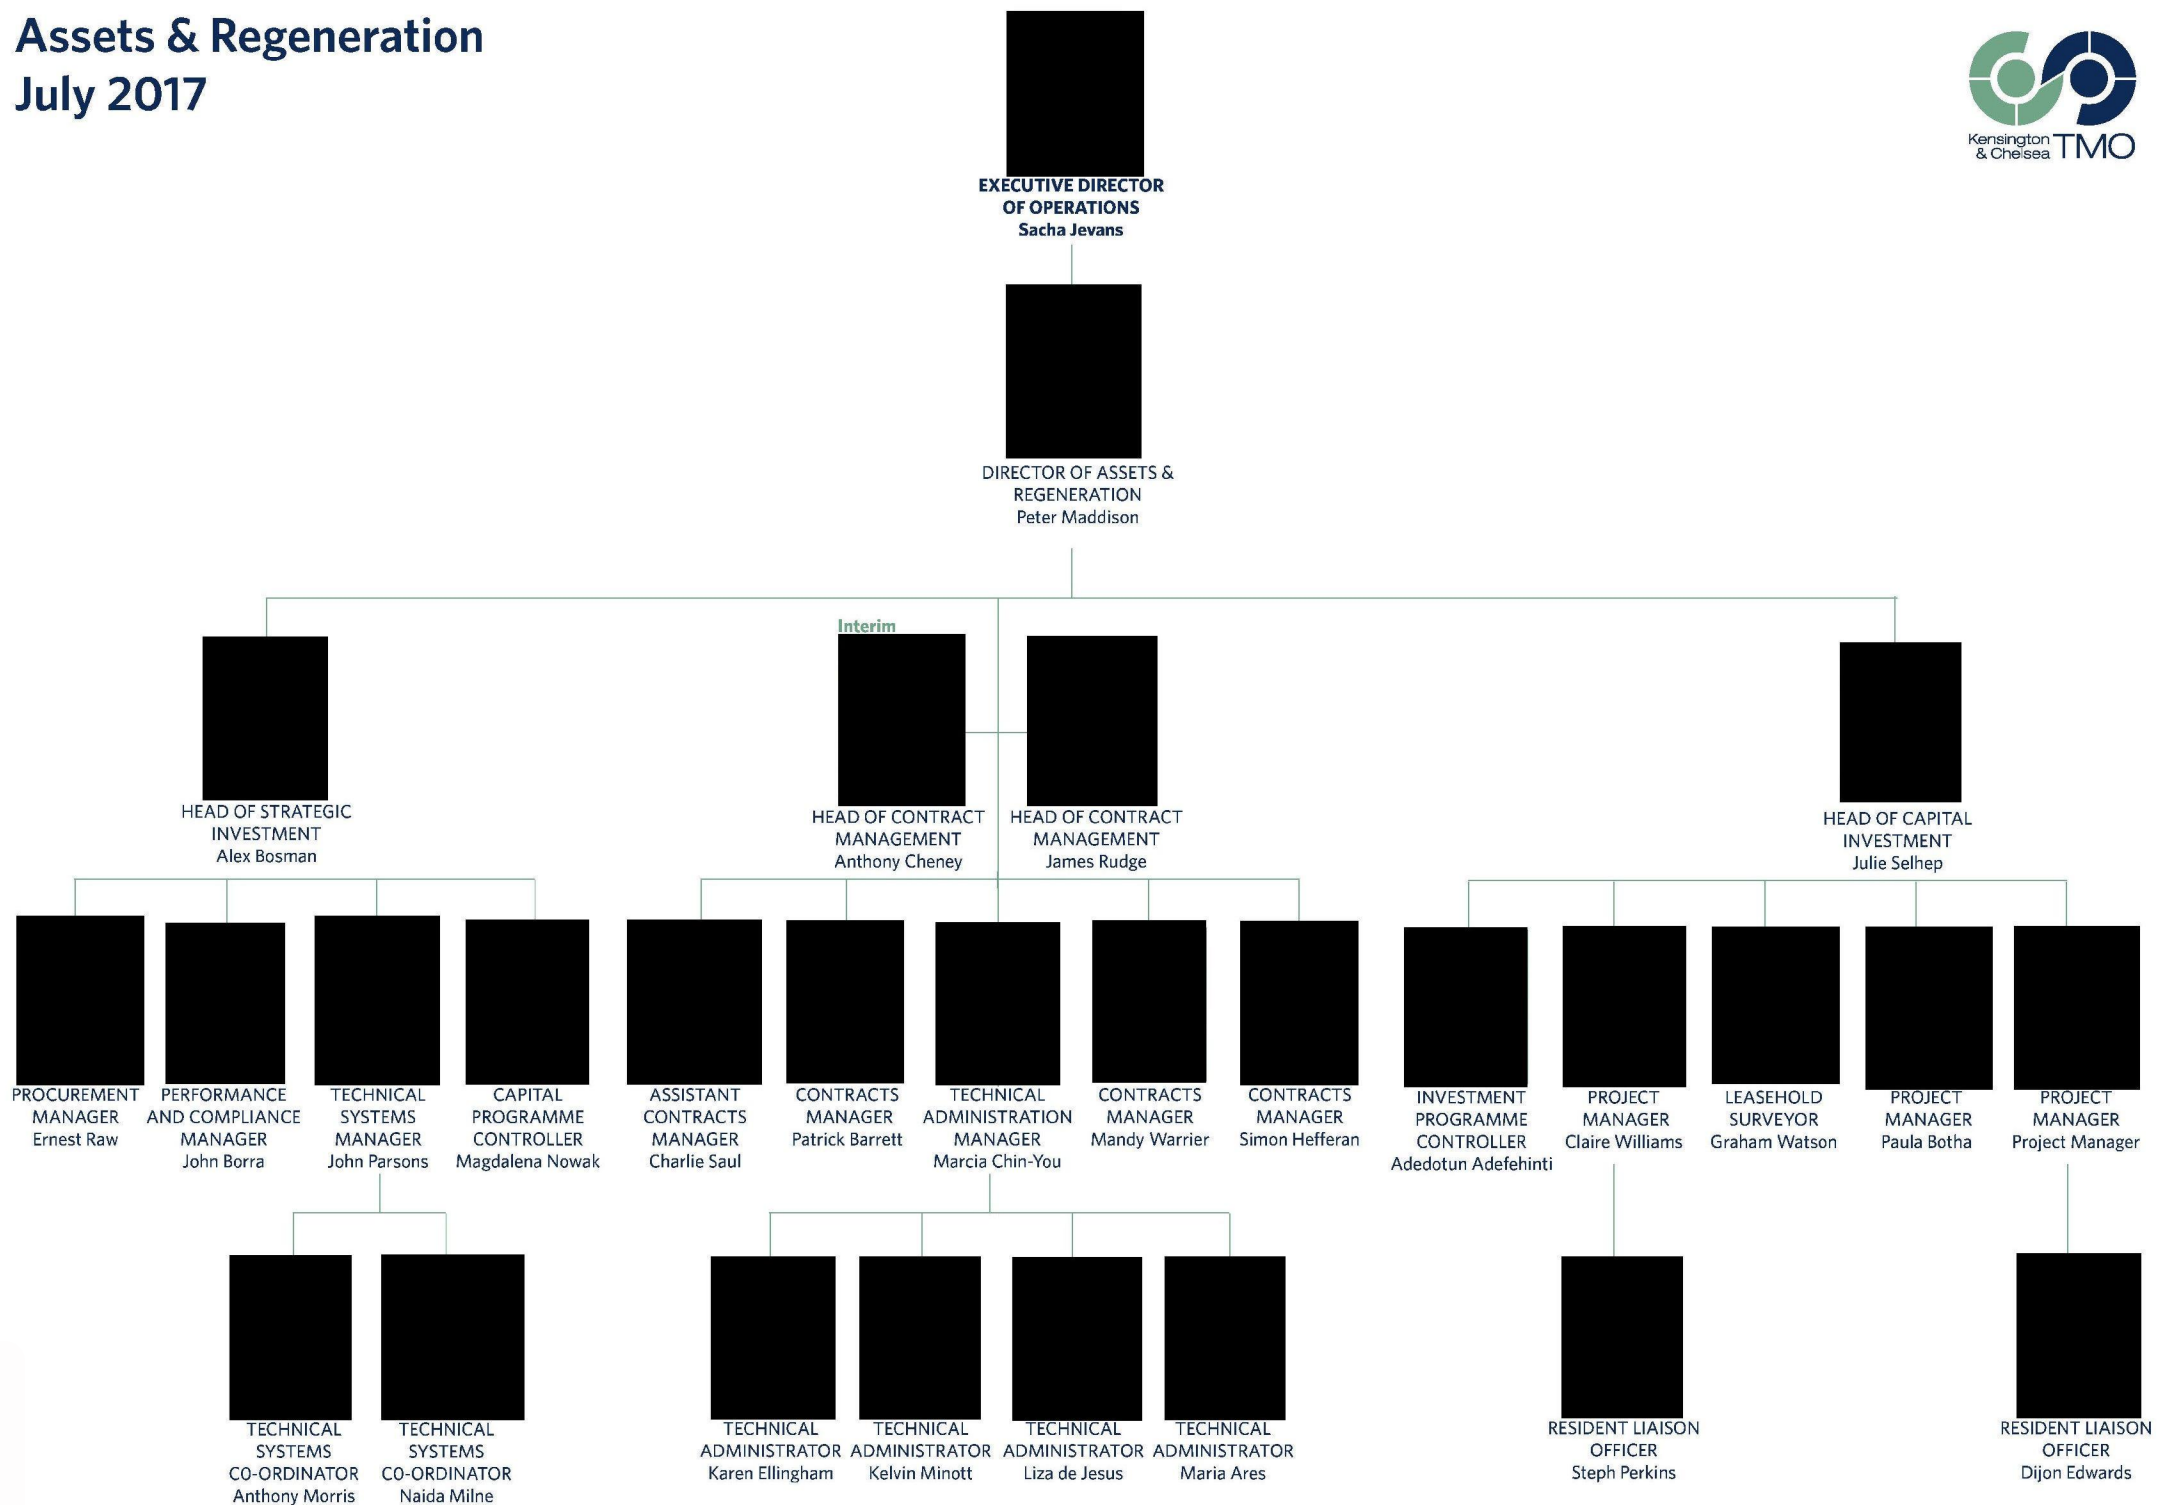 Assets & Regeneration
July 2017
Kensington
& Chelsea TMO
EXECUTIVE DIRECTOR
OF OPERATIONS
Sacha Jevans
DIRECTOR OF ASSETS &
REGENERATION
Peter Maddison
HEAD OF STRATEGIC
INVESTMENT
Alex Bosman
Interim
HEAD OF CONTRACT
MANAGEMENT
Anthony Cheney
HEAD OF CONTRACT
MANAGEMENT
James Rudge
HEAD OF CAPITAL
INVESTMENT
Julie Selhep
PROCUREMENT
MANAGER
Ernest Raw
PERFORMANCE
AND COMPLIANCE
MANAGER
John Borra
TECHNICAL
SYSTEMS
MANAGER
John Parsons
CAPITAL
PROGRAMME
CONTROLLER
Magdalena Nowak
ASSISTANT
CONTRACTS
MANAGER
Charlie Saul
CONTRACTS
MANAGER
Patrick Barrett
TECHNICAL
ADMINISTRATION
MANAGER
Marcia Chin-You
CONTRACTS
MANAGER
Mandy Warrier
CONTRACTS
MANAGER
Simon Hefferan
INVESTMENT
PROGRAMME
CONTROLLER
Adedotun Adefehinti
PROJECT
MANAGER
Claire Williams
LEASEHOLD
SURVEYOR
Graham Watson
PROJECT
MANAGER
Paula Botha
PROJECT
MANAGER
Project Manager
TECHNICAL
SYSTEMS
CO-ORDINATOR
Anthony Morris
TECHNICAL
SYSTEMS
CO-ORDINATOR
Naida Milne
TECHNICAL
ADMINISTRATOR
Karen Ellingham
TECHNICAL
ADMINISTRATOR
Kelvin Minott
TECHNICAL
ADMINISTRATOR
Liza de Jesus
TECHNICAL
ADMINISTRATOR
Maria Ares
RESIDENT LIAISON
OFFICER
Steph Perkins
RESIDENT LIAISON
OFFICER
Dijon Edwards